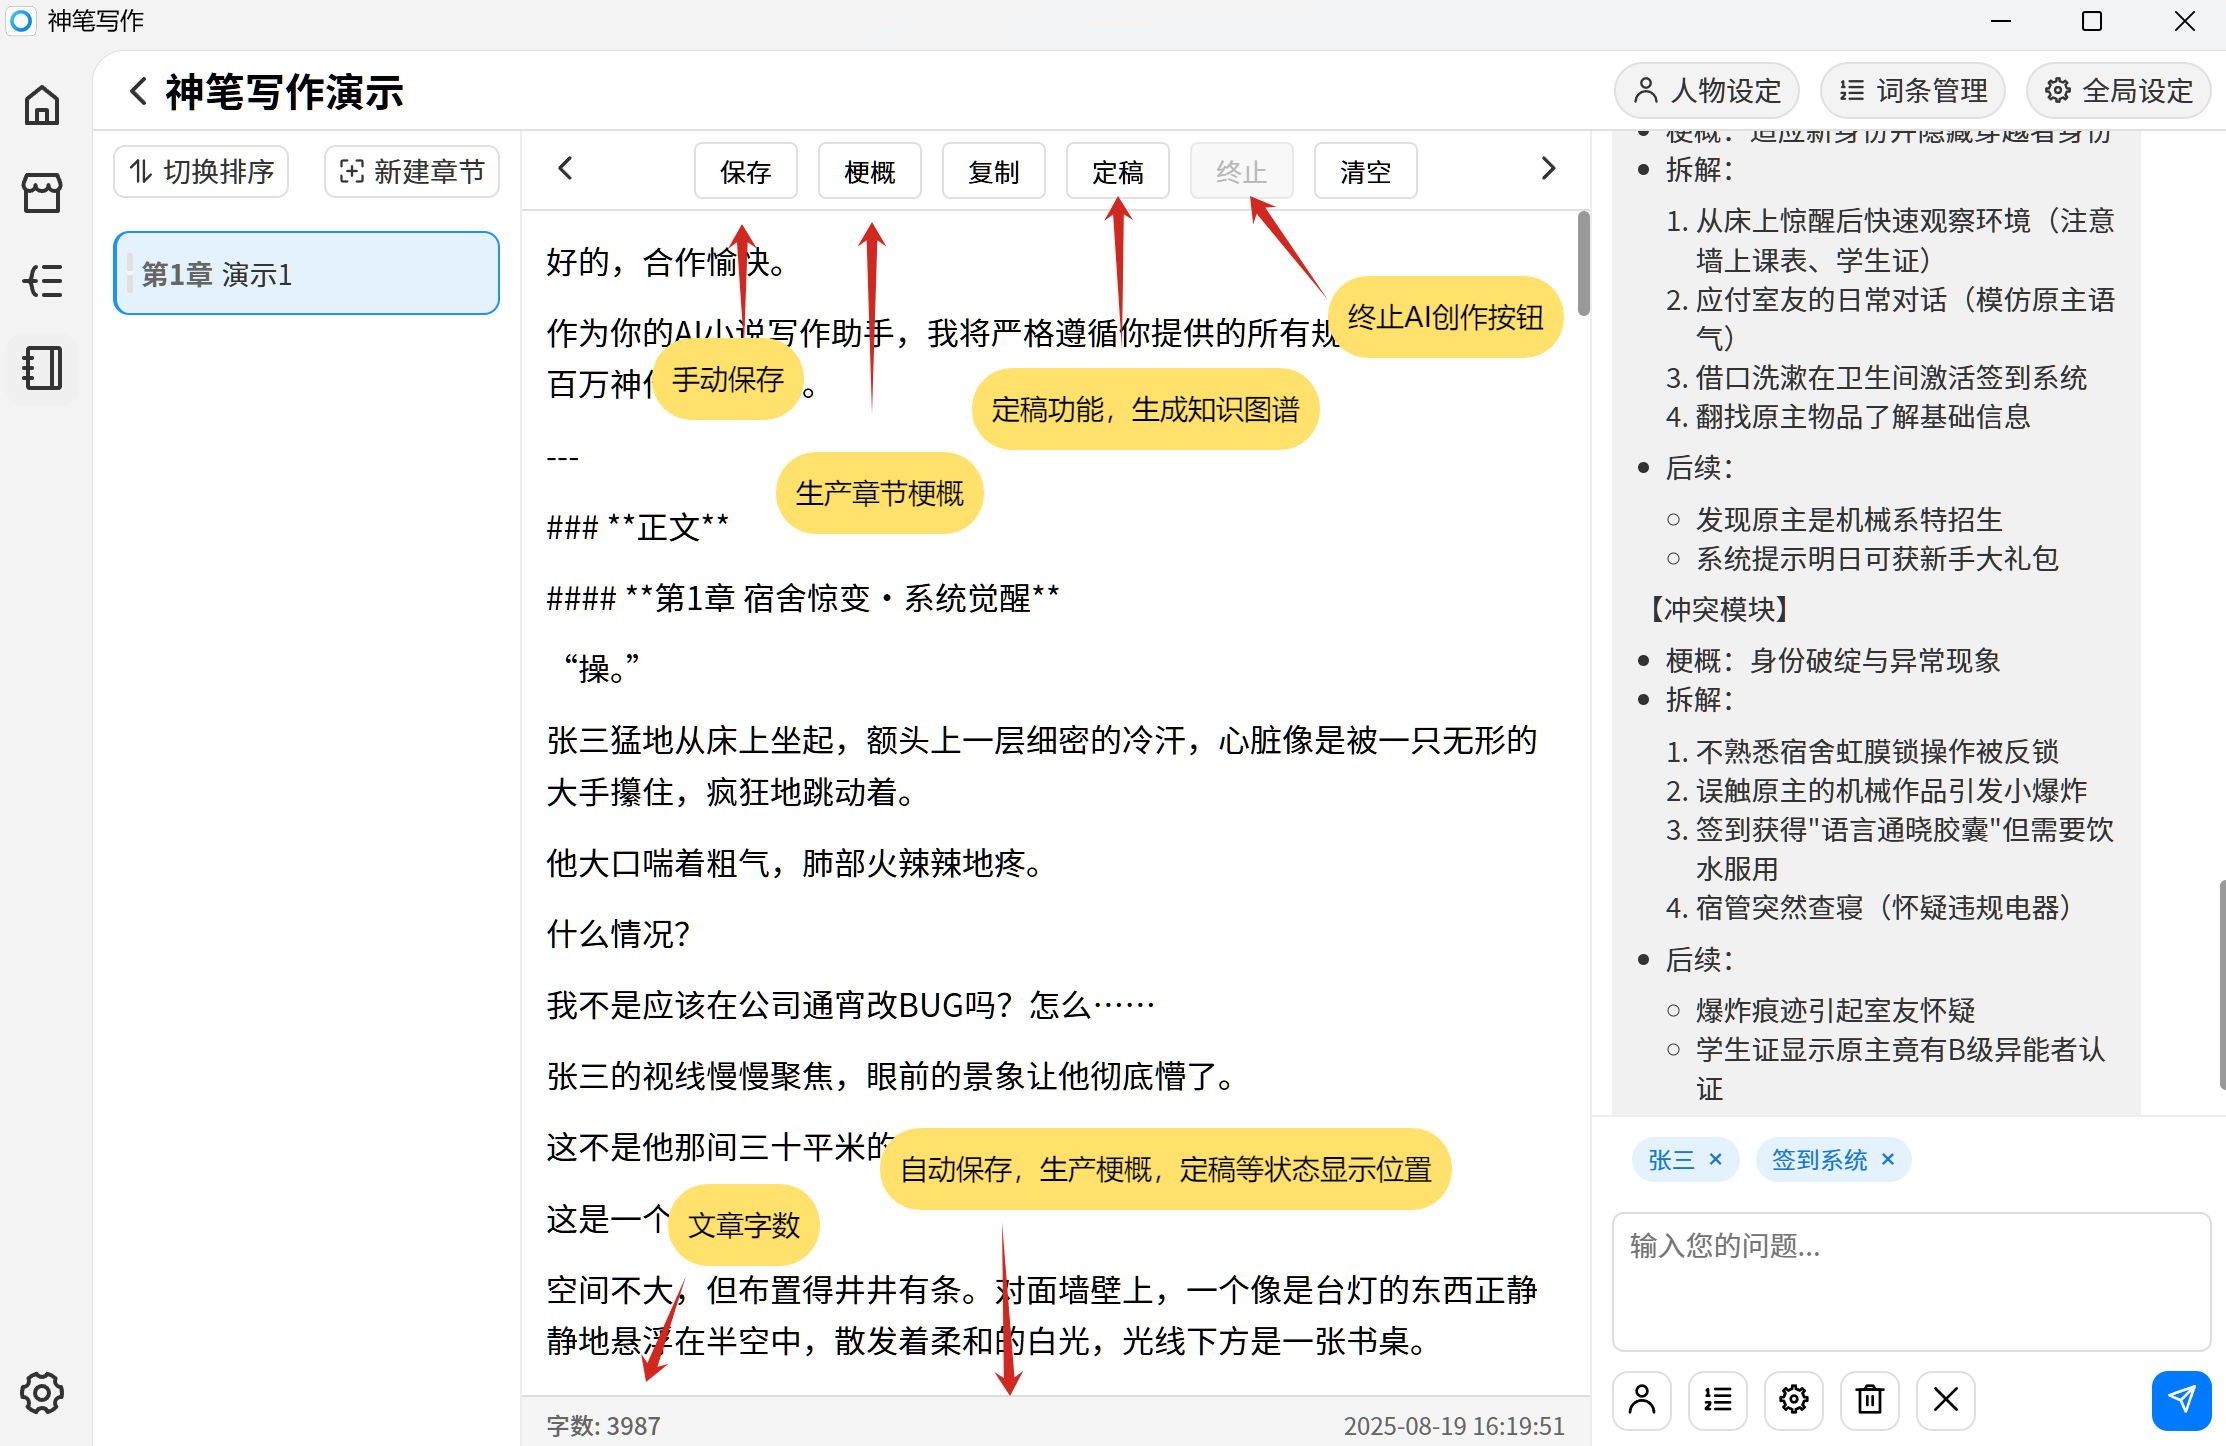 神笔写作
神笔写作演示
人物设定
词条管理
全局设定
切换排序
新建章节
第1章 演示1
保存
梗概
复制
定稿
终止
清空
好的，合作愉快。
作为你的AI小说写作助手，我将严格遵循你提供的所有规
百万神作
。
---
### **正文**
#### **第1章 宿舍惊变・系统觉醒**
“操。”
张三猛地从床上坐起，额头上一层细密的冷汗，心脏像是被一只无形的
大手攥住，疯狂地跳动着。
他大口喘着粗气，肺部火辣辣地疼。
什么情况？
我不是应该在公司通宵改BUG吗？怎么……
张三的视线慢慢聚焦，眼前的景象让他彻底懵了。
这不是他那间三十平米的
这是一个
空间不大，但布置得井井有条。对面墙壁上，一个像是台灯的东西正静
静地悬浮在半空中，散发着柔和的白光，光线下方是一张书桌。
手动保存
生产章节梗概
定稿功能，生成知识图谱
终止AI创作按钮
自动保存，生产梗概，定稿等状态显示位置
文章字数
字数: 3987
2025-08-19 16:19:51
梗概：适应新身份并隐藏穿越者身份
拆解：
1. 从床上惊醒后快速观察环境（注意
墙上课表、学生证）
2. 应付室友的日常对话（模仿原主语
气）
3. 借口洗漱在卫生间激活签到系统
4. 翻找原主物品了解基础信息
后续：
发现原主是机械系特招生
系统提示明日可获新手大礼包
【冲突模块】
梗概：身份破绽与异常现象
拆解：
1. 不熟悉宿舍虹膜锁操作被反锁
2. 误触原主的机械作品引发小爆炸
3. 签到获得"语言通晓胶囊"但需要饮
水服用
4. 宿管突然查寝（怀疑违规电器）
后续：
爆炸痕迹引起室友怀疑
学生证显示原主竟有B级异能者认
证
张三 ×
签到系统 ×
输入您的问题...